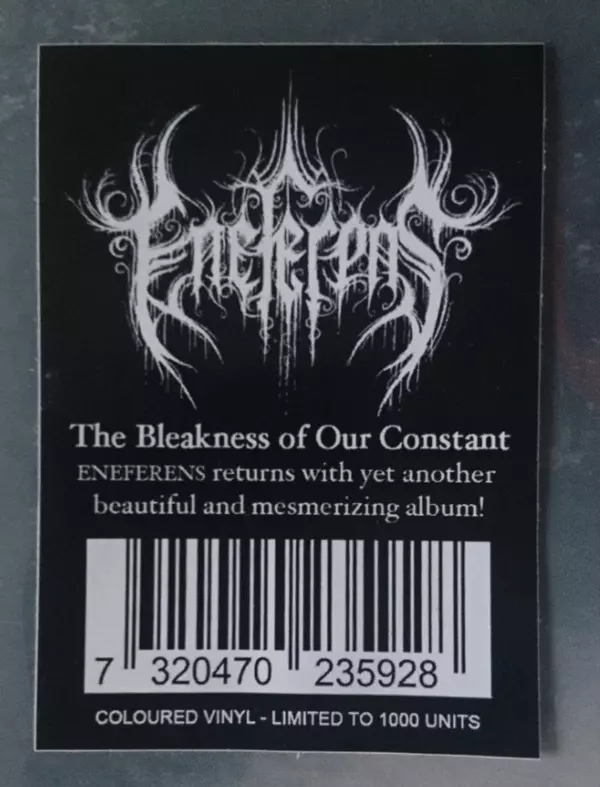 Eneferens
The Bleakness of Our Constant
ENEFERENS returns with yet another
beautiful and mesmerizing album!
7 320470 235928
COLOURED VINYL - LIMITED TO 1000 UNITS